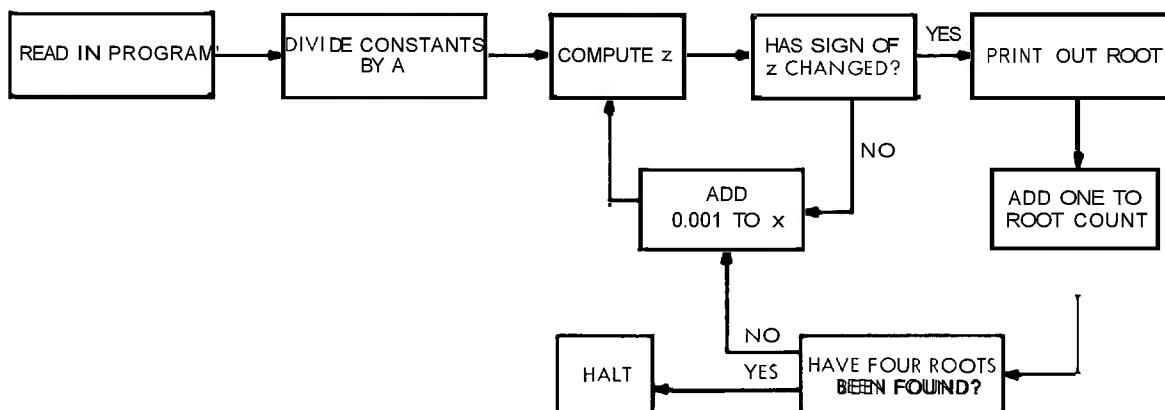 READ IN PROGRAM
DIVIDE CONSTANTS
BY A
COMPUTE z
HAS SIGN OF
z CHANGED?
YES
PRINT OUT ROOT
NO
ADD
0.001 TO x
ADD ONE TO
ROOT COUNT
NO
YES
HALT
HAVE FOUR ROOTS
BEEN FOUND?